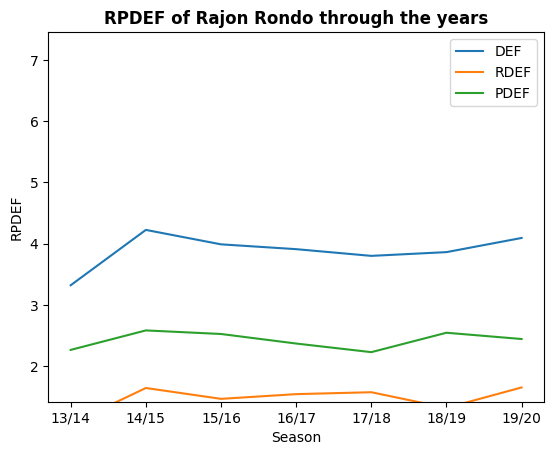 RPDEF of Rajon Rondo through the years
DEF
RDEF
PDEF
7
6
5
4
3
2
RPDEF
13/14 14/15 15/16 16/17 17/18 18/19 19/20
Season